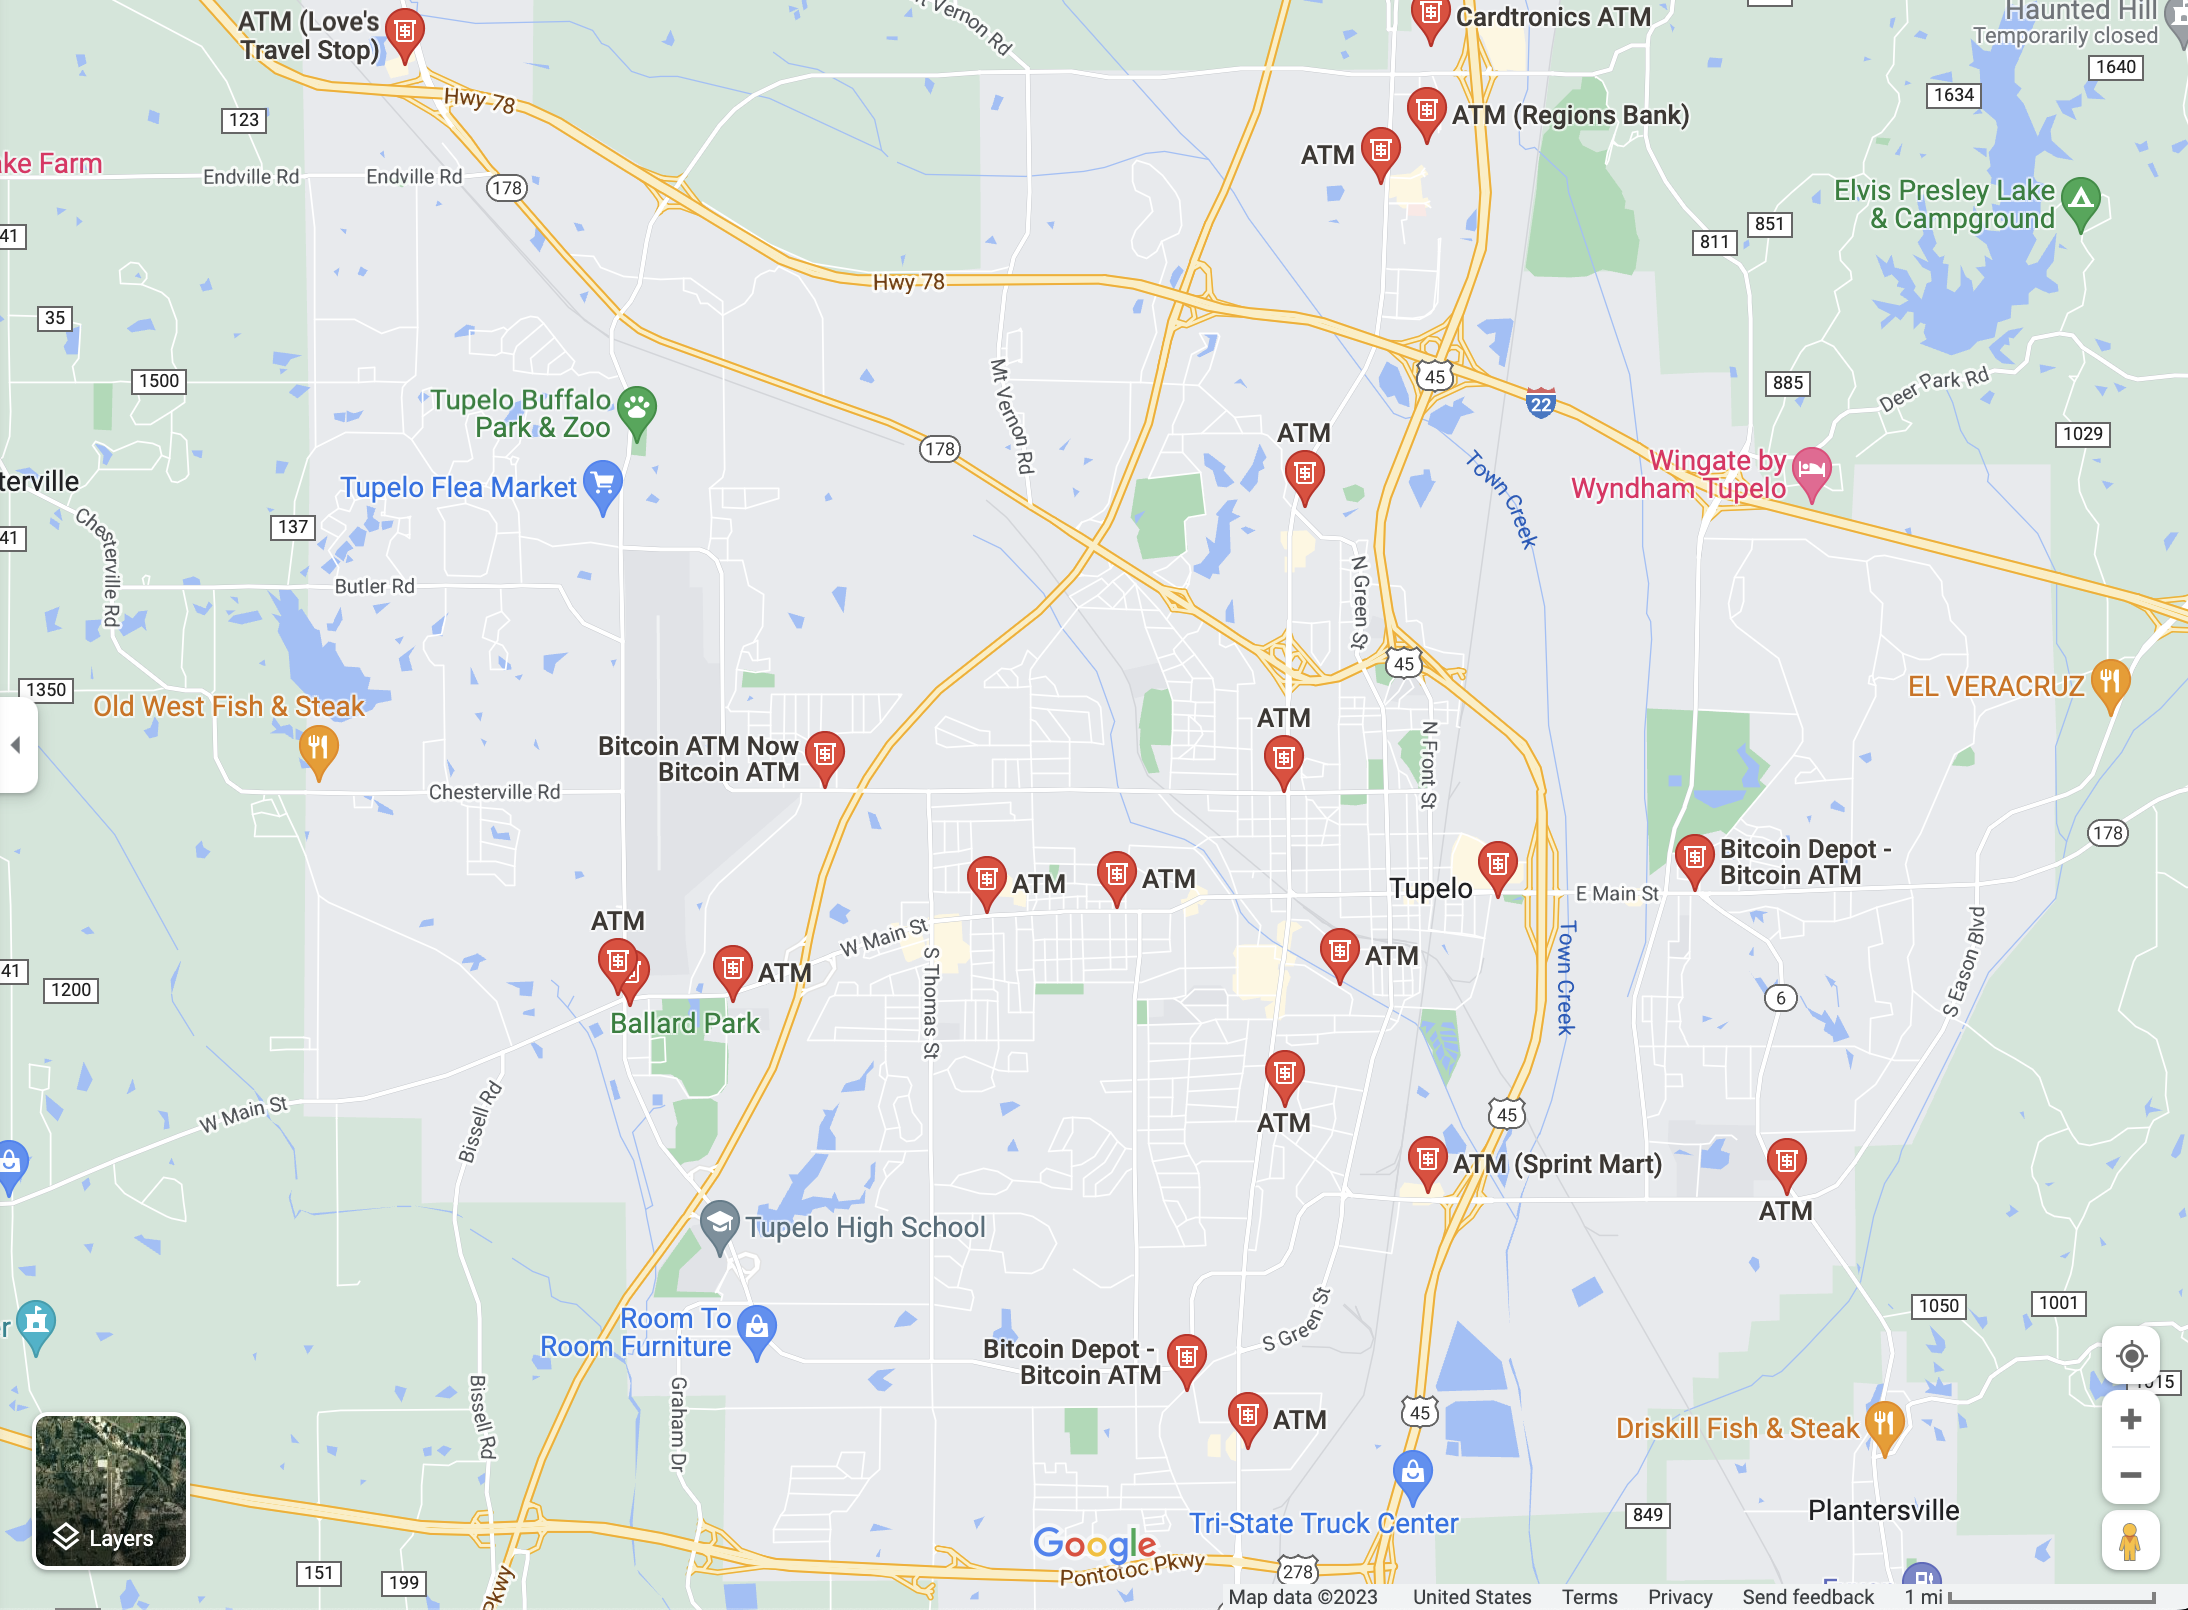 ATM (Love's
Travel Stop)
Cardtronics ATM
Haunted Hill
Temporarily closed
Vernon Rd
1640
1634
Hwy 78
123
ATM (Regions Bank)
ATM
ke Farm
Endville Rd
Endville Rd
178
Elvis Presley Lake
& Campground
851
811
41
Hwy 78
35
Mt Vernon Rd
45
22
1500
885
Deer Park Rd
Tupelo Buffalo
Park & Zoo
178
ATM
1029
terville
Tupelo Flea Market
Wingate by
Wyndham Tupelo
Town Creek
137
Chesterville Rd
41
Butler Rd
N Green St
45
1350
Old West Fish & Steak
EL VERACRUZ
ATM
Bitcoin ATM Now
Bitcoin ATM
N Front St
Chesterville Rd
178
Bitcoin Depot -
Bitcoin ATM
ATM
ATM
Tupelo
E Main St
ATM
W Main St
ATM
ATM
S Thomas St
Town Creek
S Eason Blvd
41
1200
6
Ballard Park
ATM
W Main St
Bissell Rd
45
ATM (Sprint Mart)
ATM
Tupelo High School
r
Room To
Room Furniture
S Green St
1050
1001
Bitcoin Depot -
Bitcoin ATM
1015
Bissell Rd
Graham Dr
ATM
45
Driskill Fish & Steak
Plantersville
849
Tri-State Truck Center
Layers
Google
Pontotoc Pkwy
278
151
199
Pkwy
Map data ©2023
United States
Terms
Privacy
Send feedback
1 mi